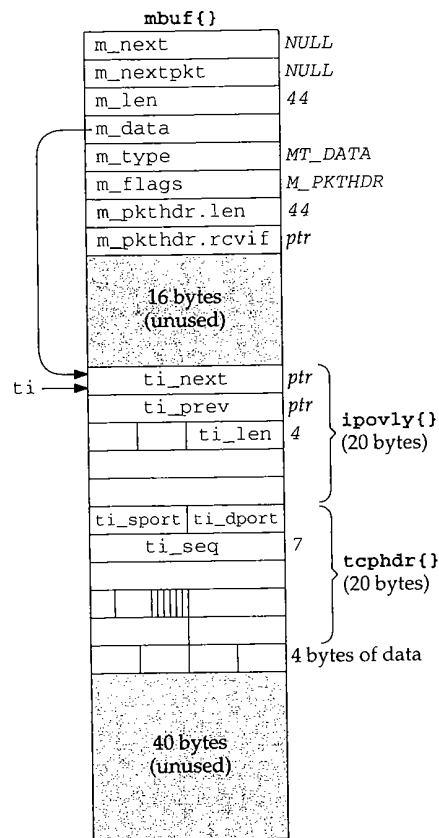 mbuf{}
m_next NULL
m_nextpkt NULL
m_len 44
m_data
m_type MT_DATA
m_flags M_PKTHDR
m_pkthdr.len 44
m_pkthdr.rcvif ptr
16 bytes
(unused)
ti
ti_next ptr
ti_prev ptr
ti_len 4
ipovly{}
(20 bytes)
ti_sport ti_dport
ti_seq 7
tcphdr{}
(20 bytes)
4 bytes of data
40 bytes
(unused)